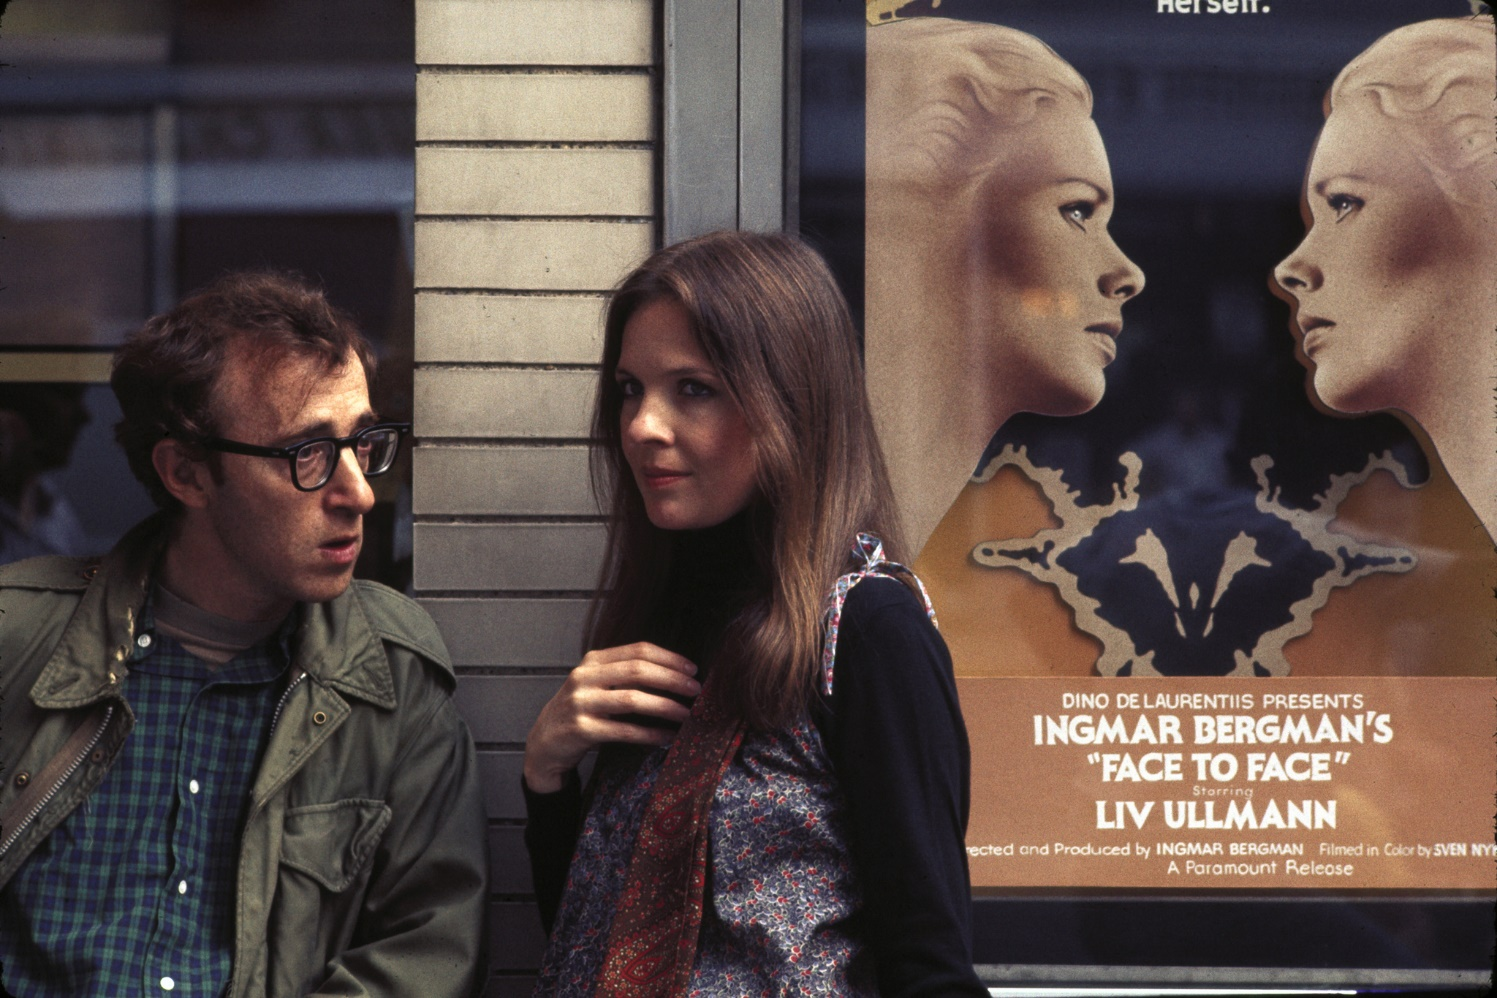 Herself.
DINO DE LAURENTIIS PRESENTS
INGMAR BERGMAN'S
"FACE TO FACE"
Starring
LIV ULLMANN
rected and Produced by INGMAR BERGMAN Filmed in Color by SVEN NYK
A Paramount Release